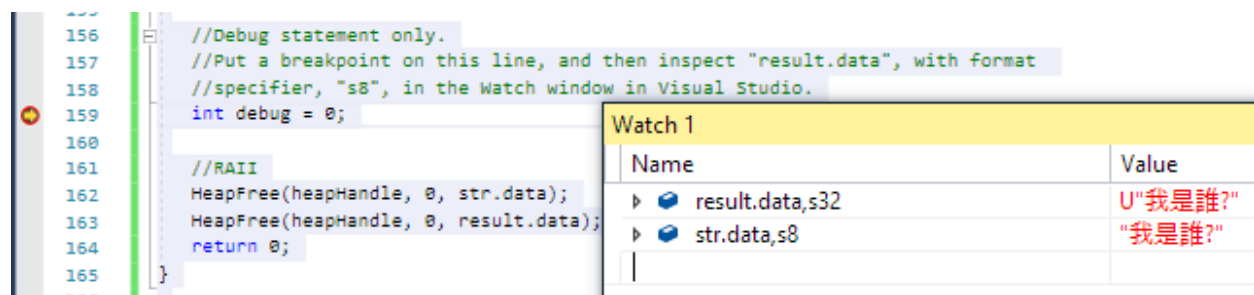 156 //Debug statement only.
157 //Put a breakpoint on this line, and then inspect "result.data", with format
158 //specifier, "s8", in the Watch window in Visual Studio.
159 int debug = 0;
160
161 //RAII
162 HeapFree(heapHandle, 0, str.data);
163 HeapFree(heapHandle, 0, result.data);
164 return 0;
165 }
Watch 1
Name Value
result.data,s32 U"我是誰?"
str.data,s8 "我是誰?"